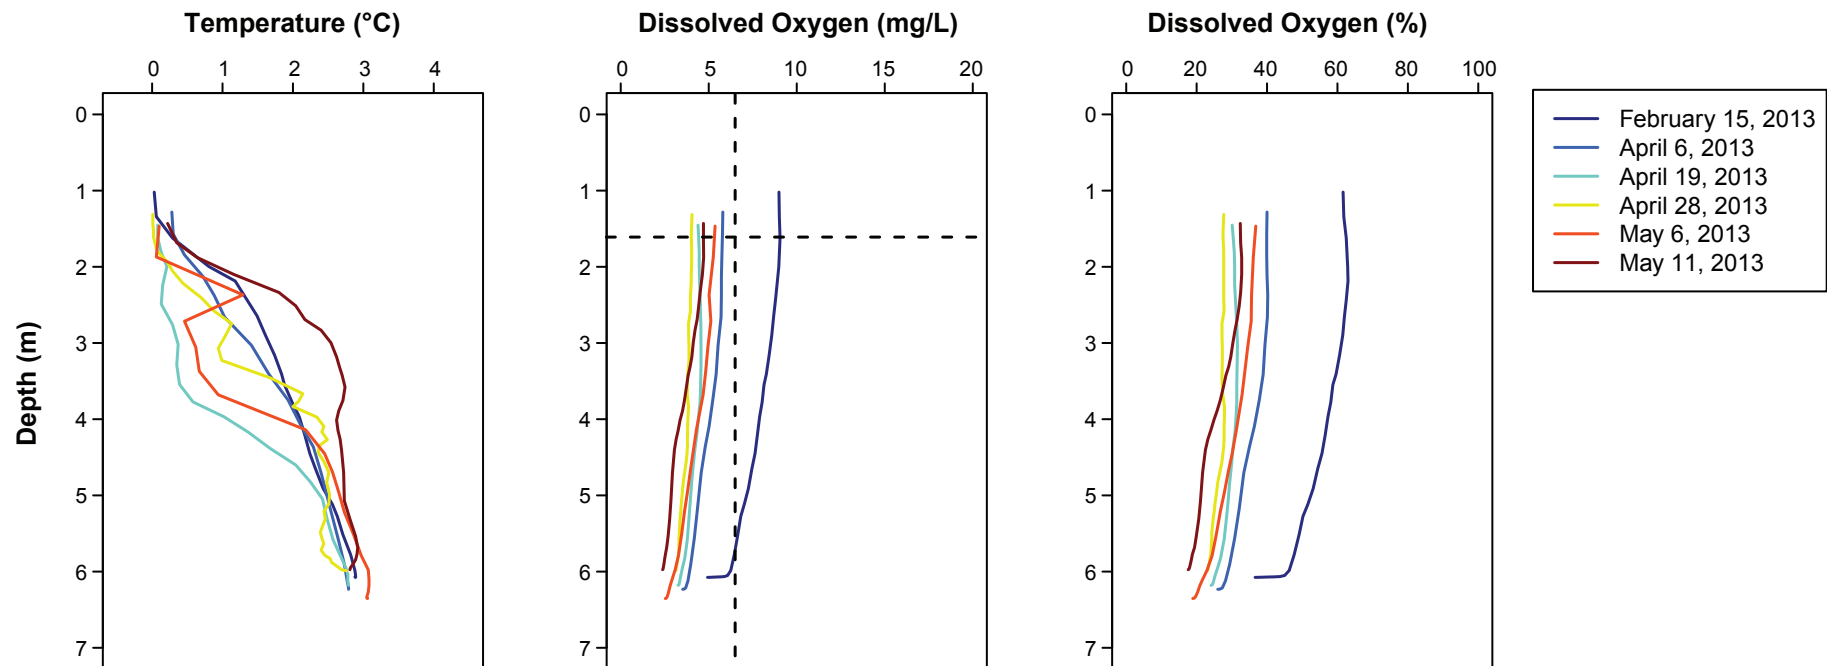 Temperature (°C)
Dissolved Oxygen (mg/L)
Dissolved Oxygen (%)
0 1 2 3 4
0 5 10 15 20
0 20 40 60 80 100
Depth (m)
0
1
2
3
4
5
6
7
0
1
2
3
4
5
6
7
0
1
2
3
4
5
6
7
February 15, 2013
April 6, 2013
April 19, 2013
April 28, 2013
May 6, 2013
May 11, 2013